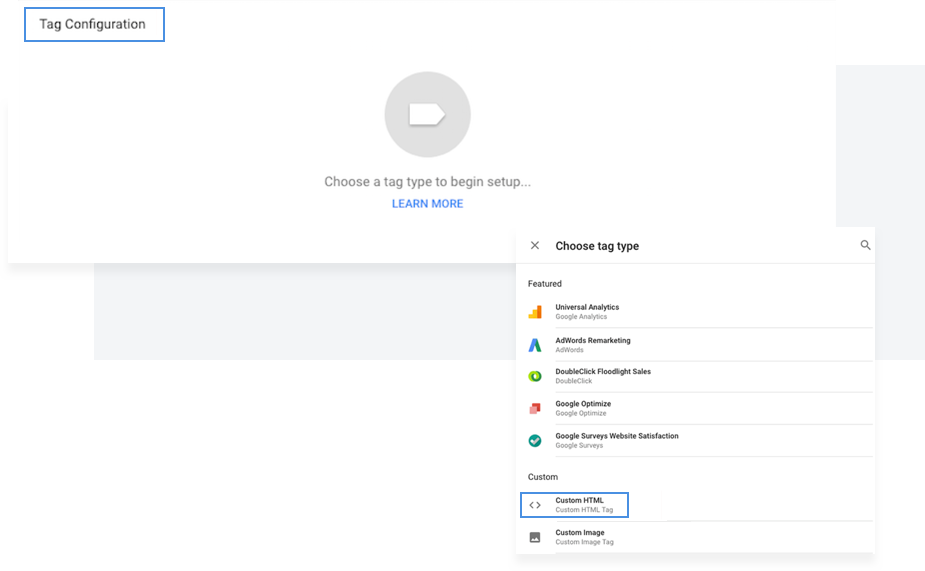 Tag Configuration
Choose a tag type to begin setup...
LEARN MORE
Choose tag type
Featured
Universal Analytics
Google Analytics
AdWords Remarketing
AdWords
DoubleClick Floodlight Sales
DoubleClick
Google Optimize
Google Optimize
Google Surveys Website Satisfaction
Google Surveys
Custom
Custom HTML
Custom HTML Tag
Custom Image
Custom Image Tag